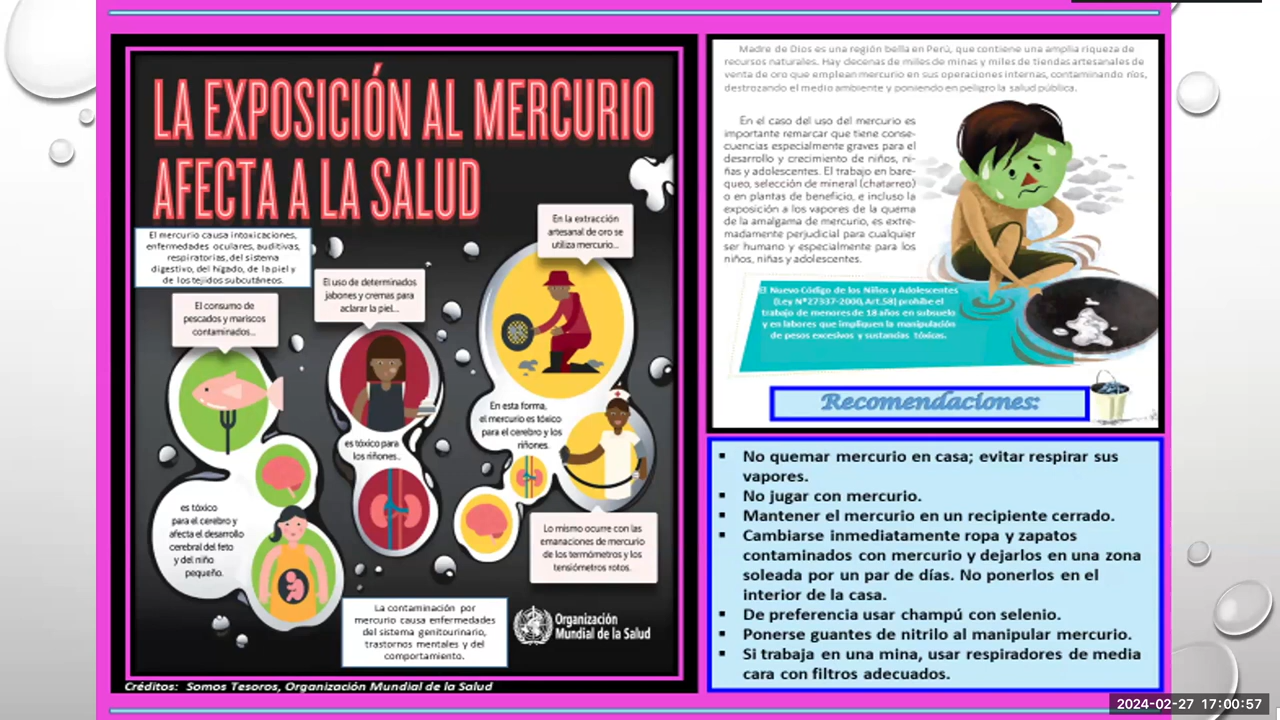 LA EXPOSICIÓN AL MERCURIO
AFECTA A LA SALUD
El mercurio causa intoxicaciones,
enfermedades oculares, auditivas,
respiratorias, del sistema
digestivo, del hígado, de la piel y
de los tejidos subcutáneos.
El consumo de
pescados y mariscos
contaminados...
es tóxico
para el cerebro y
afecta el desarrollo
cerebral del feto
y del niño
pequeño.
El uso de determinados
jabones y cremas para
aclarar la piel...
es tóxico para
los riñones.
En la extracción
artesanal de oro se
utiliza mercurio...
En esta forma,
el mercurio es tóxico
para el cerebro y los
riñones.
Lo mismo ocurre con las
emanaciones de mercurio
de los termómetros y los
tensiómetros rotos.
La contaminación por
mercurio causa enfermedades
del sistema genitourinario,
trastornos mentales y del
comportamiento.
Organización
Mundial de la Salud
Créditos: Somos Tesoros, Organización Mundial de la Salud
Madre de Dios es una región bella en Perú, que contiene una amplia riqueza de
recursos naturales. Hay decenas de miles de minas y miles de tiendas artesanales de
venta de oro que emplean mercurio en sus operaciones internas, contaminando ríos,
destrozando el medio ambiente y poniendo en peligro la salud pública.
En el caso del uso del mercurio es
importante remarcar que tiene conse-
cuencias especialmente graves para el
desarrollo y crecimiento de niños, ni-
ñas y adolescentes. El trabajo en bare-
queo, selección de mineral (chatarreo)
o en plantas de beneficio, e incluso la
exposición a los vapores de la quema
de la amalgama de mercurio, es extre-
madamente perjudicial para cualquier
ser humano y especialmente para los
niños, niñas y adolescentes.
El Nuevo Código de los Niños y Adolescentes
(Ley Nº27337-2000, Art.58) prohíbe el
trabajo de menores de 18 años en subsuelo
y en labores que impliquen la manipulación
de pesos excesivos y sustancias tóxicas.
Recomendaciones:
▪ No quemar mercurio en casa; evitar respirar sus
vapores.
▪ No jugar con mercurio.
▪ Mantener el mercurio en un recipiente cerrado.
▪ Cambiarse inmediatamente ropa y zapatos
contaminados con mercurio y dejarlos en una zona
soleada por un par de días. No ponerlos en el
interior de la casa.
▪ De preferencia usar champú con selenio.
▪ Ponerse guantes de nitrilo al manipular mercurio.
▪ Si trabaja en una mina, usar respiradores de media
cara con filtros adecuados.
2024-02-27 17:00:57